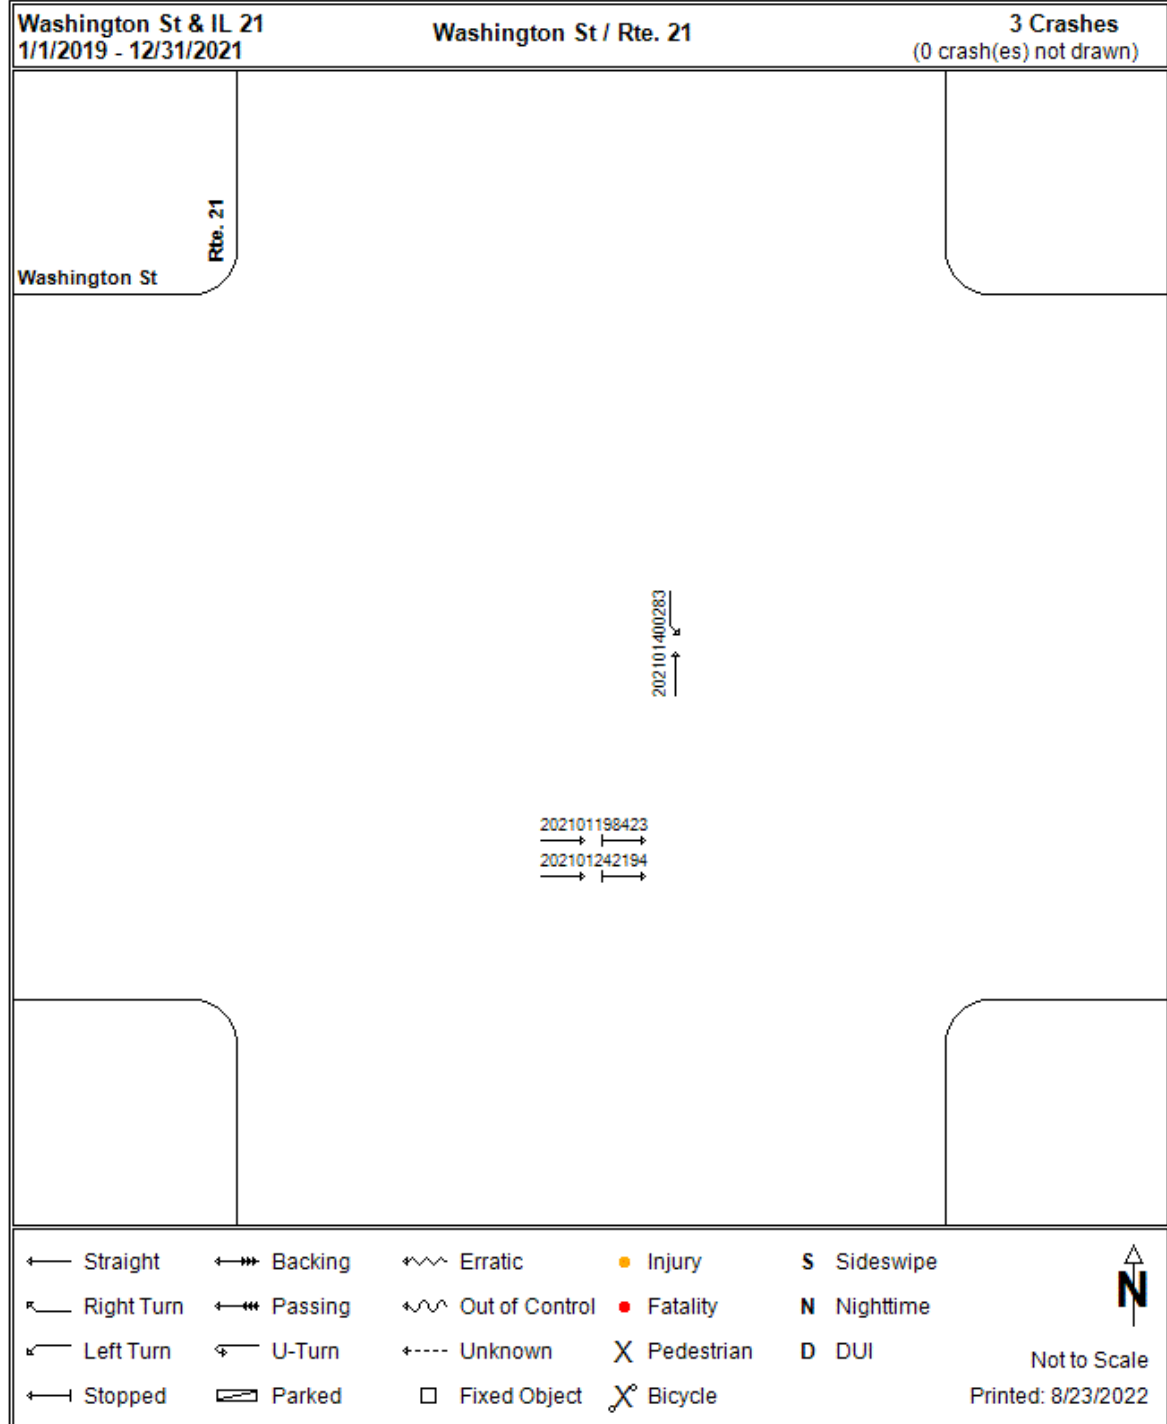 Washington St & IL 21
1/1/2019 - 12/31/2021
Washington St / Rte. 21
3 Crashes
(0 crash(es) not drawn)
Rte. 21
Washington St
202101400283
202101198423
202101242194
Straight
Backing
Erratic
Injury
S Sideswipe
Right Turn
Passing
Out of Control
Fatality
N Nighttime
Left Turn
U-Turn
Unknown
Pedestrian
D DUI
Stopped
Parked
Fixed Object
Bicycle
N
Not to Scale
Printed: 8/23/2022